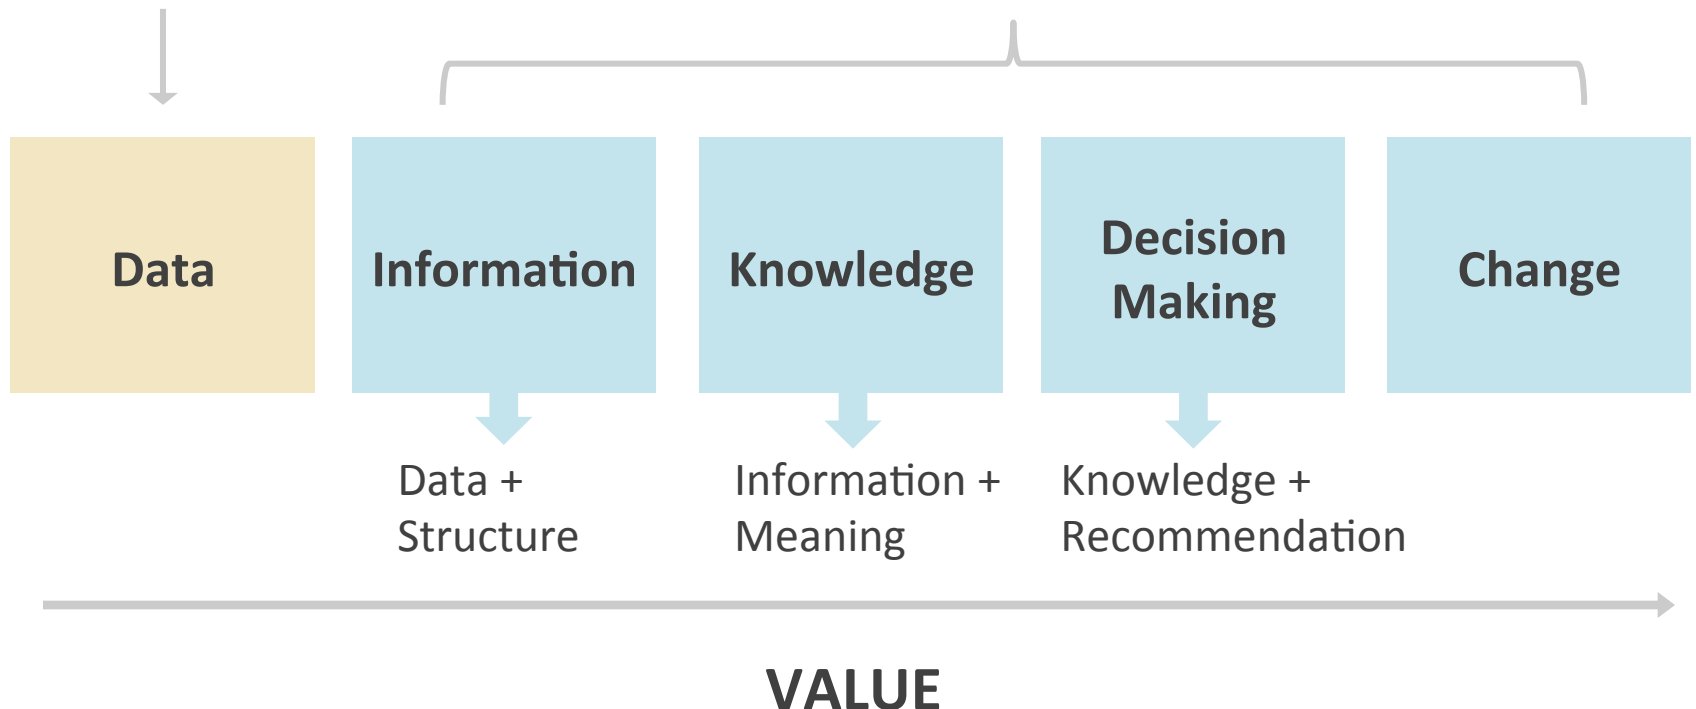 Data
Information
Knowledge
Decision
Making
Change
Data +
Structure
Information +
Meaning
Knowledge +
Recommendation
VALUE